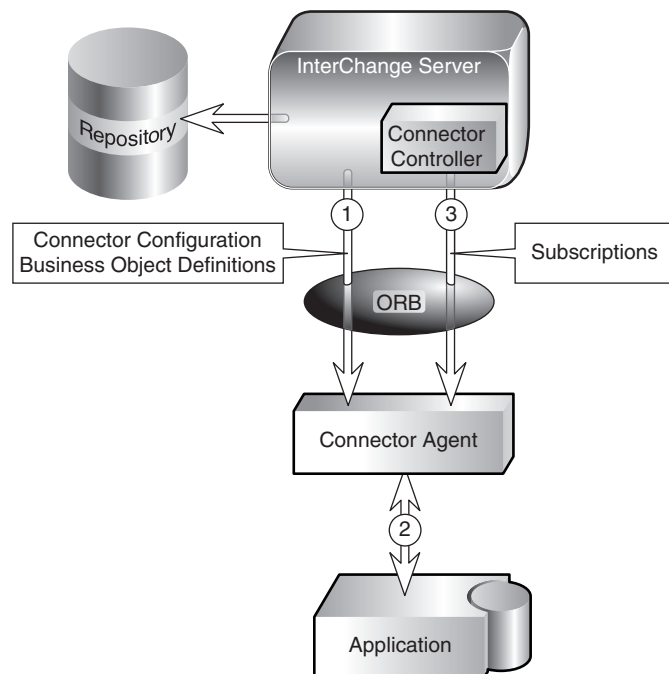 InterChange Server
Repository
Connector
Controller
1
3
Connector Configuration
Business Object Definitions
Subscriptions
ORB
Connector Agent
2
Application